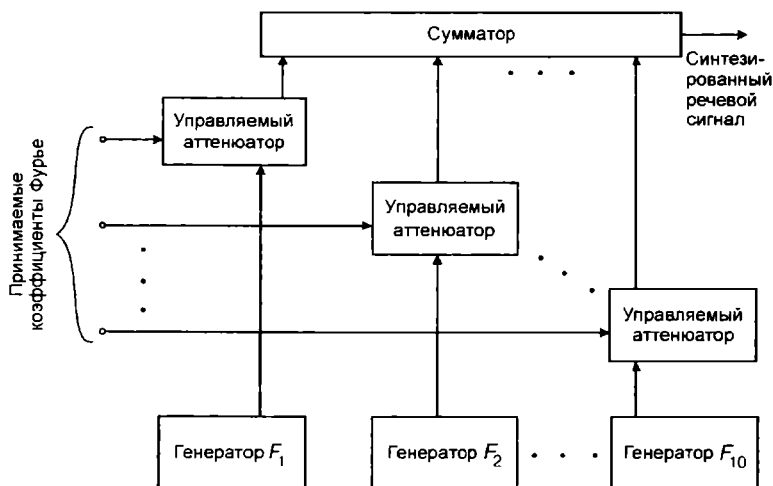 Сумматор
Синтези-
рованный
речевой
сигнал
Управляемый
аттенюатор
Принимаемые
коэффициенты Фурье
Управляемый
аттенюатор
Управляемый
аттенюатор
Генератор F1
Генератор F2
Генератор F10